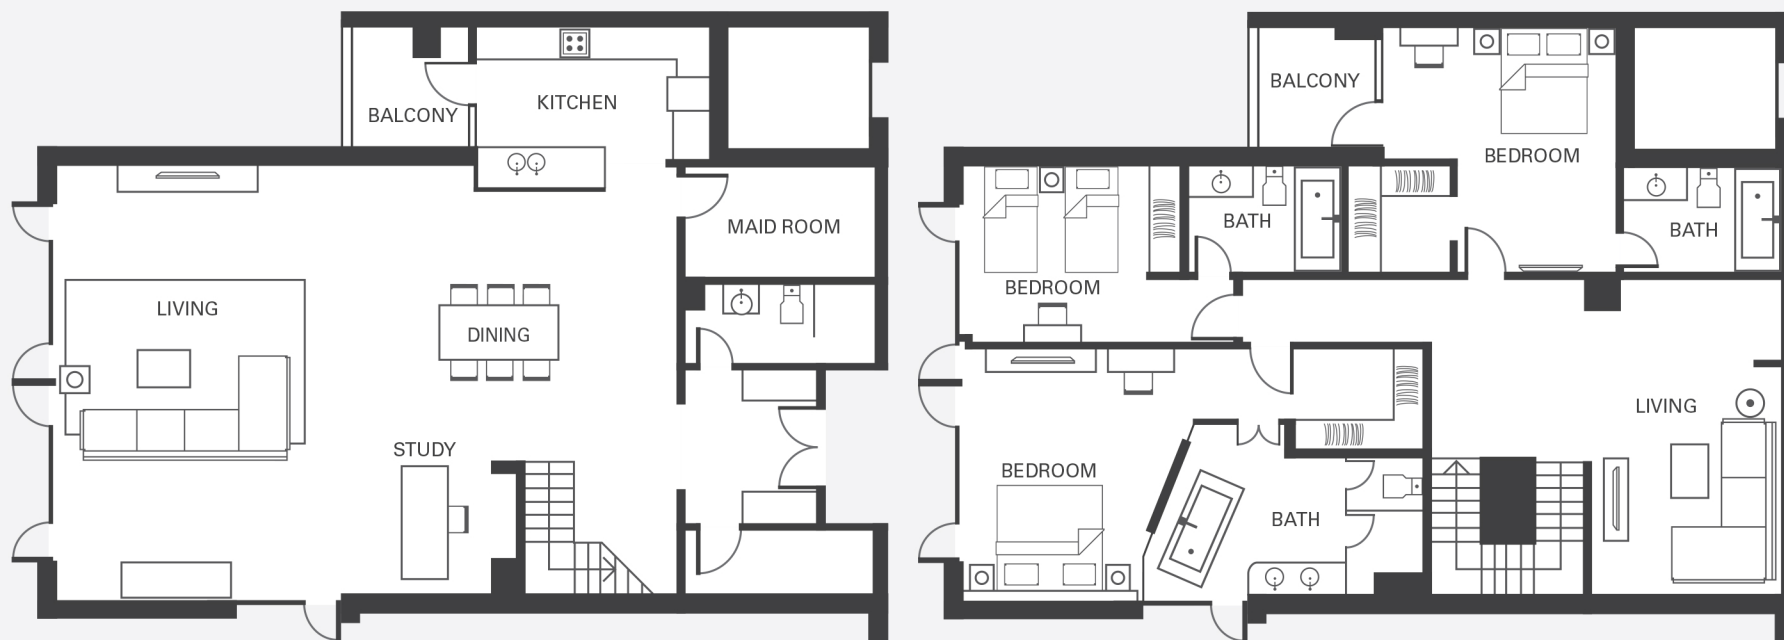 BALCONY
KITCHEN
MAID ROOM
LIVING
DINING
STUDY
BALCONY
BEDROOM
BATH
BATH
BEDROOM
LIVING
BEDROOM
BATH